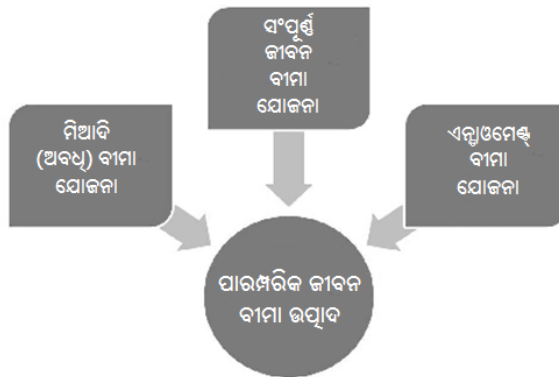 ସଂପୂର୍ଣ୍ଣ
ଜୀବନ
ବୀମା
ଯୋଜନା
ମିଆଦି
(ଅବଧି) ବୀମା
ଯୋଜନା
ଏନ୍ଡାଓମେଣ୍ଟ୍
ବୀମା
ଯୋଜନା
ପାରମ୍ପରିକ ଜୀବନ
ବୀମା ଉତ୍ପାଦ